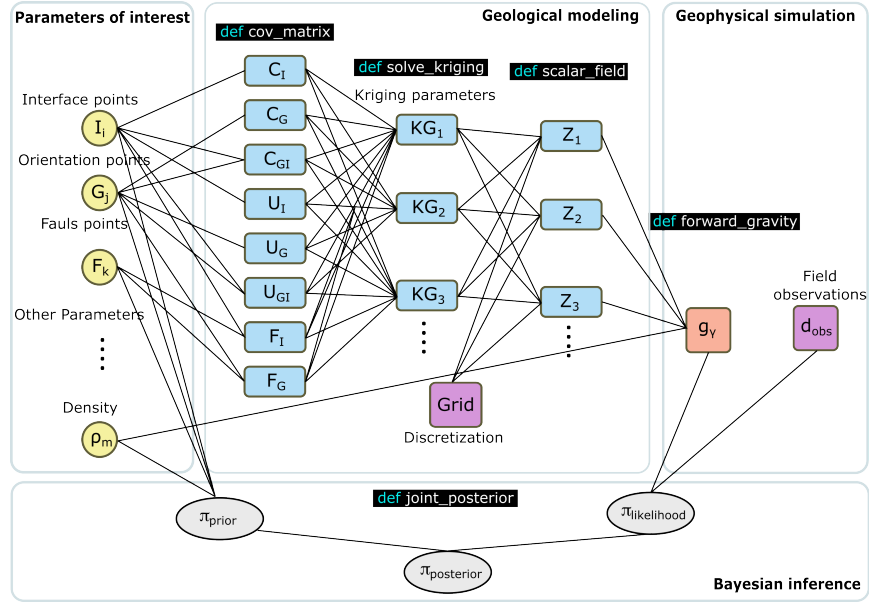 Parameters of interest
Geological modeling
Geophysical simulation
def cov_matrix
def solve_kriging
def scalar_field
Kriging parameters
Interface points
I_i
Orientation points
G_j
Fauls points
F_k
Other Parameters
Density
ρ_m
C_I
C_G
C_GI
U_I
U_G
U_GI
F_I
F_G
KG_1
KG_2
KG_3
Z_1
Z_2
Z_3
Grid
Discretization
def forward_gravity
Field
observations
g_γ
d_obs
def joint_posterior
π_prior
π_likelihood
π_posterior
Bayesian inference